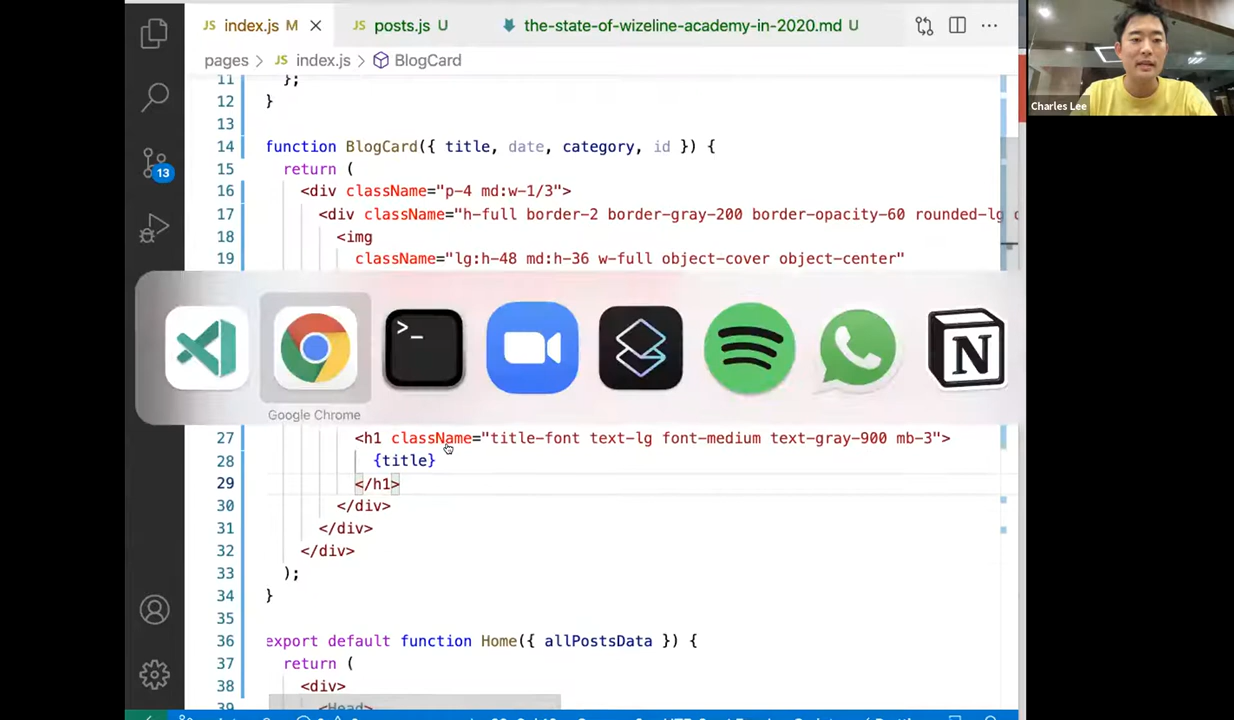 JS index.js M × JS posts.js U the-state-of-wizeline-academy-in-2020.md U ···
pages > JS index.js > BlogCard
11 };
12 }
13
14 function BlogCard({ title, date, category, id }) {
15 return (
16 <div className="p-4 md:w-1/3">
17 <div className="h-full border-2 border-gray-200 border-opacity-60 rounded-lg
18 <img
19 className="lg:h-48 md:h-36 w-full object-cover object-center"
Google Chrome
27 <h1 className="title-font text-lg font-medium text-gray-900 mb-3">
28 {title}
29 </h1>
30 </div>
31 </div>
32 </div>
33 );
34 }
35
36 export default function Home({ allPostsData }) {
37 return (
38 <div>
39 <Head>
13
>_
N
Charles Lee